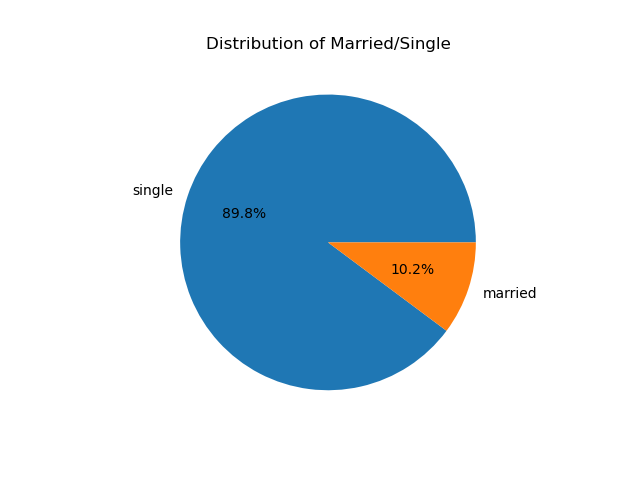 Distribution of Married/Single
single
89.8%
10.2%
married